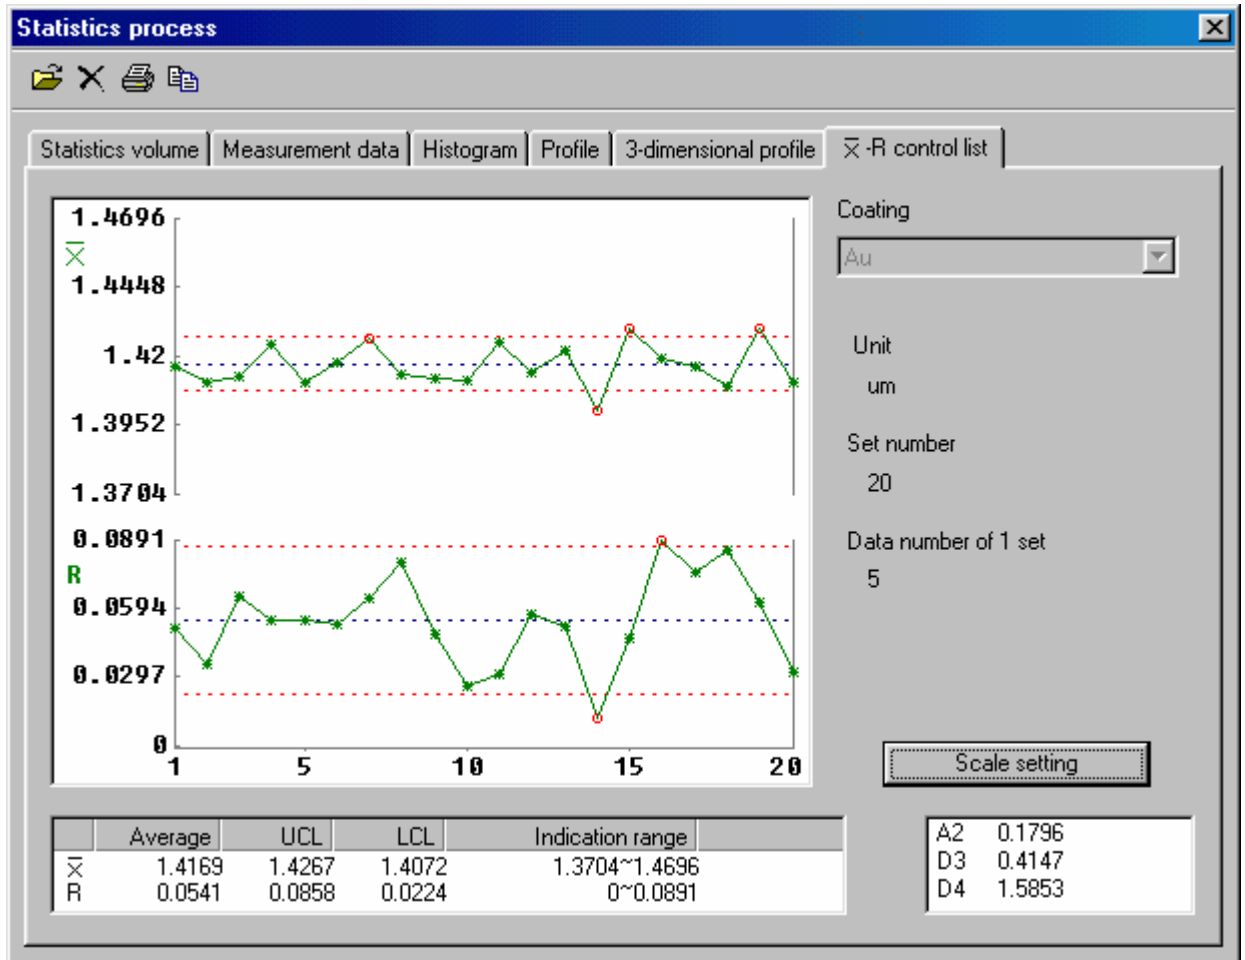 Statistics process
Statistics volume Measurement data Histogram Profile 3-dimensional profile X̄ -R control list
1.4696
X̄
1.4448
1.42
1.3952
1.3704
0.0891
R
0.0594
0.0297
0
1 5 10 15 20
Coating
Au
Unit
um
Set number
20
Data number of 1 set
5
Scale setting
Average UCL LCL Indication range
X̄ 1.4169 1.4267 1.4072 1.3704~1.4696
R 0.0541 0.0858 0.0224 0~0.0891
A2 0.1796
D3 0.4147
D4 1.5853